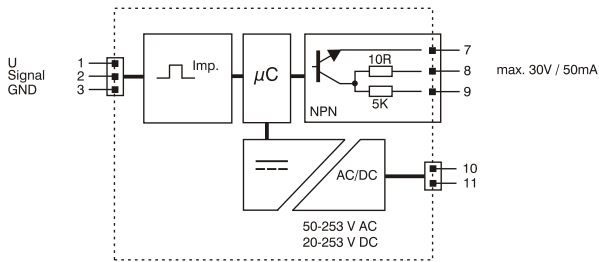 U 1
Signal 2
GND 3
Imp.
µC
10R
5K
NPN
7
8
9
max. 30V / 50mA
AC/DC
10
11
50-253 V AC
20-253 V DC